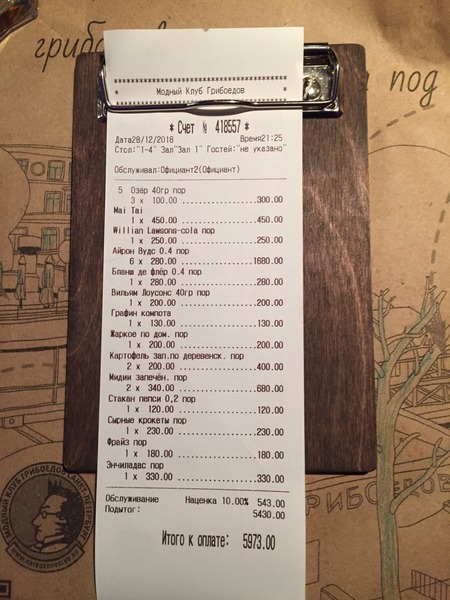 грибо
под
Модный Клуб Грибоедов
* Счет № 418557 *
Дата28/12/2018 Время21:25
Стол:"1-4" Зал"Зал 1" Гостей:"не указано"
Обслуживал:Официант2(Официант)
5 Озёр 40гр пор
3 x 100.00 ....................300.00
Mai Tai
1 x 450.00 ....................450.00
Willian Lawsons-cola пор
1 x 250.00 ....................250.00
Айрон Вудс 0.4 пор
6 x 280.00 ....................1680.00
Бланш де флёр 0.4 пор
1 x 280.00 ....................280.00
Вильям Лоусонс 40гр пор
1 x 200.00 ....................200.00
Графин компота
1 x 130.00 ....................130.00
Жаркое по дом. пор
1 x 200.00 ....................200.00
Картофель зап.по деревенск. пор
2 x 200.00 ....................400.00
Мидии запечён. пор
2 x 340.00 ....................680.00
Стакан пепси 0,2 пор
1 x 120.00 ....................120.00
Сырные крокеты пор
1 x 230.00 ....................230.00
Фрайз пор
1 x 180.00 ....................180.00
Энчиладас пор
1 x 330.00 ....................330.00
Обслуживание Наценка 10.00% 543.00
Подытог: 5430.00
Итого к оплате: 5973.00
МОДНЫЙ КЛУБ ГРИБОЕДОВ САНКТ-ПЕТЕРБУРГ
ГРИБОЕДОВ